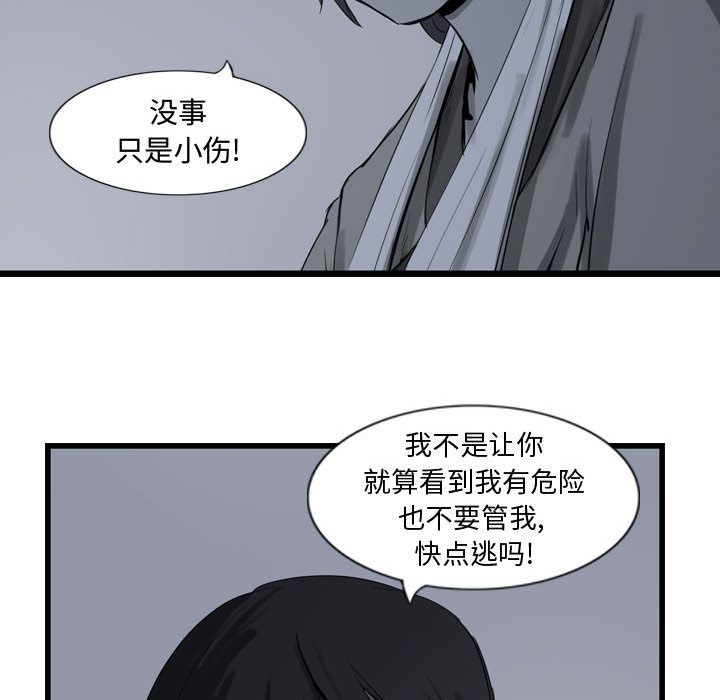 没事
只是小伤!
我不是让你
就算看到我有危险
也不要管我,
快点逃吗!